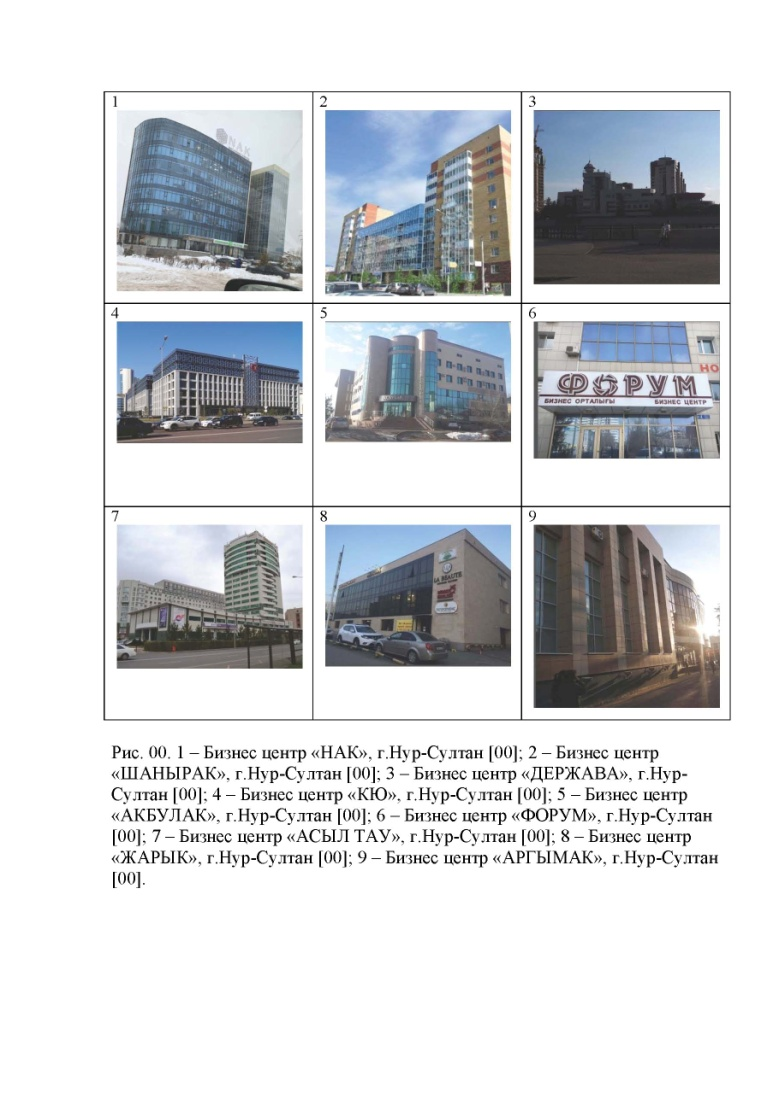 1
2
3
NAK
4
5
6
НО
ФОРУМ
БИЗНЕС ОРТАЛЫГЫ БИЗНЕС ЦЕНТР
7
8
9
LA BEAUTE
Рис. 00. 1 – Бизнес центр «НАК», г.Нур-Султан [00]; 2 – Бизнес центр
«ШАНЫРАК», г.Нур-Султан [00]; 3 – Бизнес центр «ДЕРЖАВА», г.Нур-
Султан [00]; 4 – Бизнес центр «КЮ», г.Нур-Султан [00]; 5 – Бизнес центр
«АКБУЛАК», г.Нур-Султан [00]; 6 – Бизнес центр «ФОРУМ», г.Нур-Султан
[00]; 7 – Бизнес центр «АСЫЛ ТАУ», г.Нур-Султан [00]; 8 – Бизнес центр
«ЖАРЫК», г.Нур-Султан [00]; 9 – Бизнес центр «АРГЫМАК», г.Нур-Султан
[00].